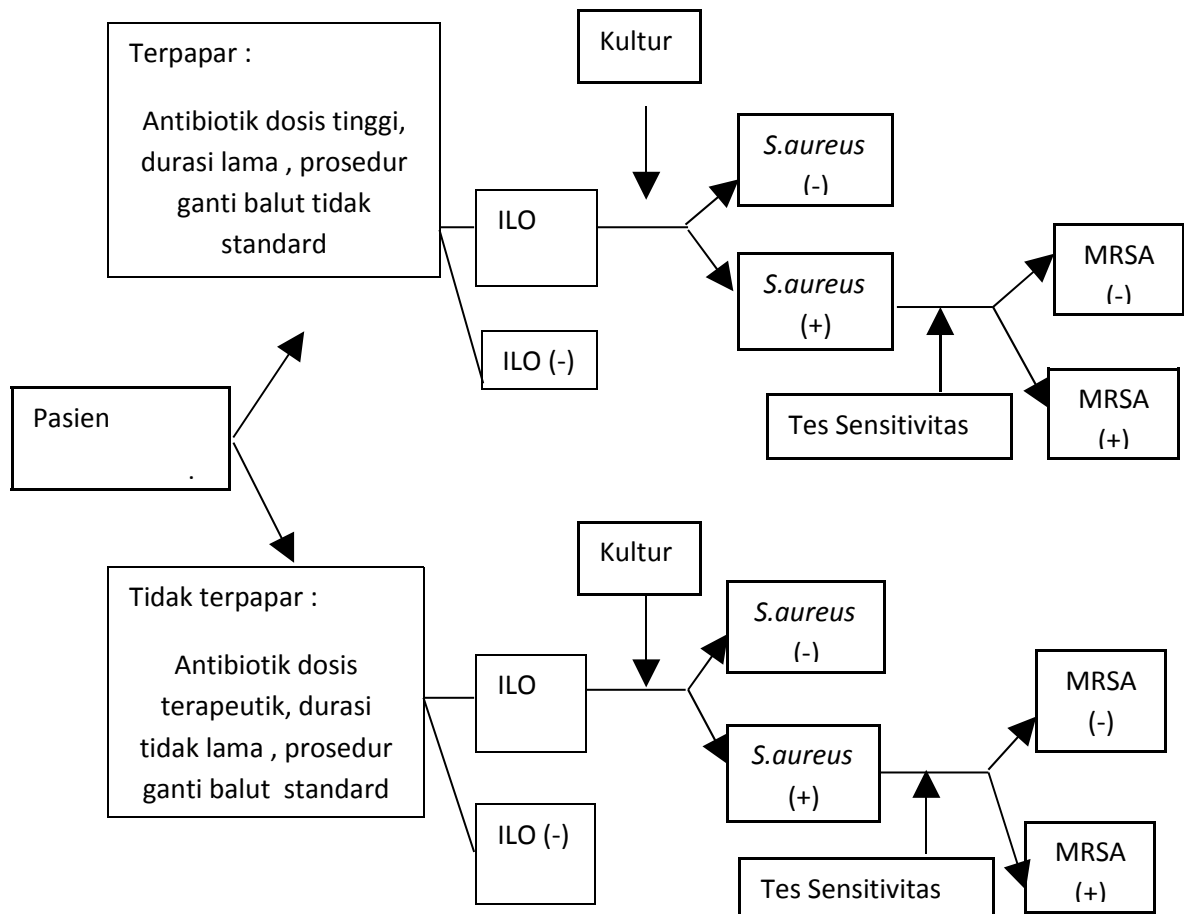 Terpapar :
Antibiotik dosis tinggi,
durasi lama , prosedur
ganti balut tidak
standard
Kultur
ILO
ILO (-)
S.aureus
(-)
S.aureus
(+)
MRSA
(-)
MRSA
(+)
Tes Sensitivitas
Pasien
.
Tidak terpapar :
Antibiotik dosis
terapeutik, durasi
tidak lama , prosedur
ganti balut  standard
Kultur
ILO
ILO (-)
S.aureus
(-)
S.aureus
(+)
MRSA
(-)
MRSA
(+)
Tes Sensitivitas